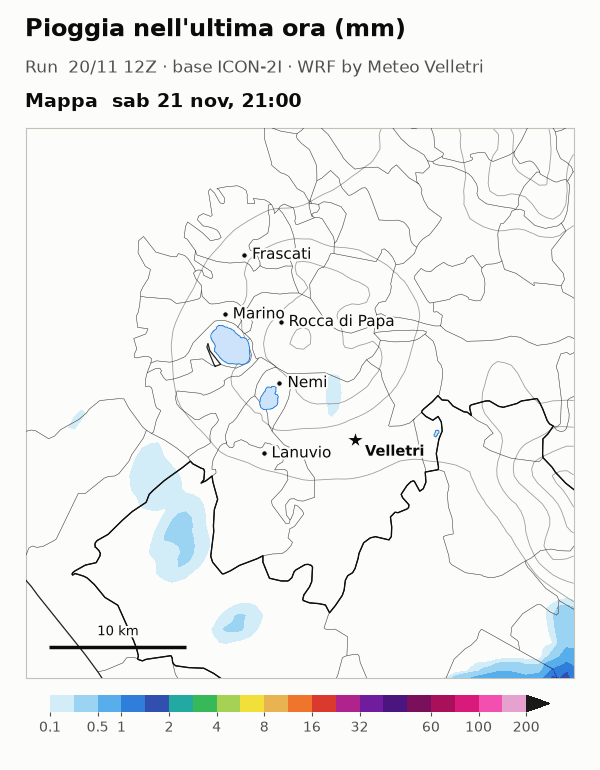 Pioggia nell'ultima ora (mm)
Run  20/11 12Z · base ICON-2I · WRF by Meteo Velletri
Mappa  sab 21 nov, 21:00
Frascati
Marino
Rocca di Papa
Nemi
Velletri
Lanuvio
10 km
0.1 0.5 1 2 4 8 16 32 60 100 200